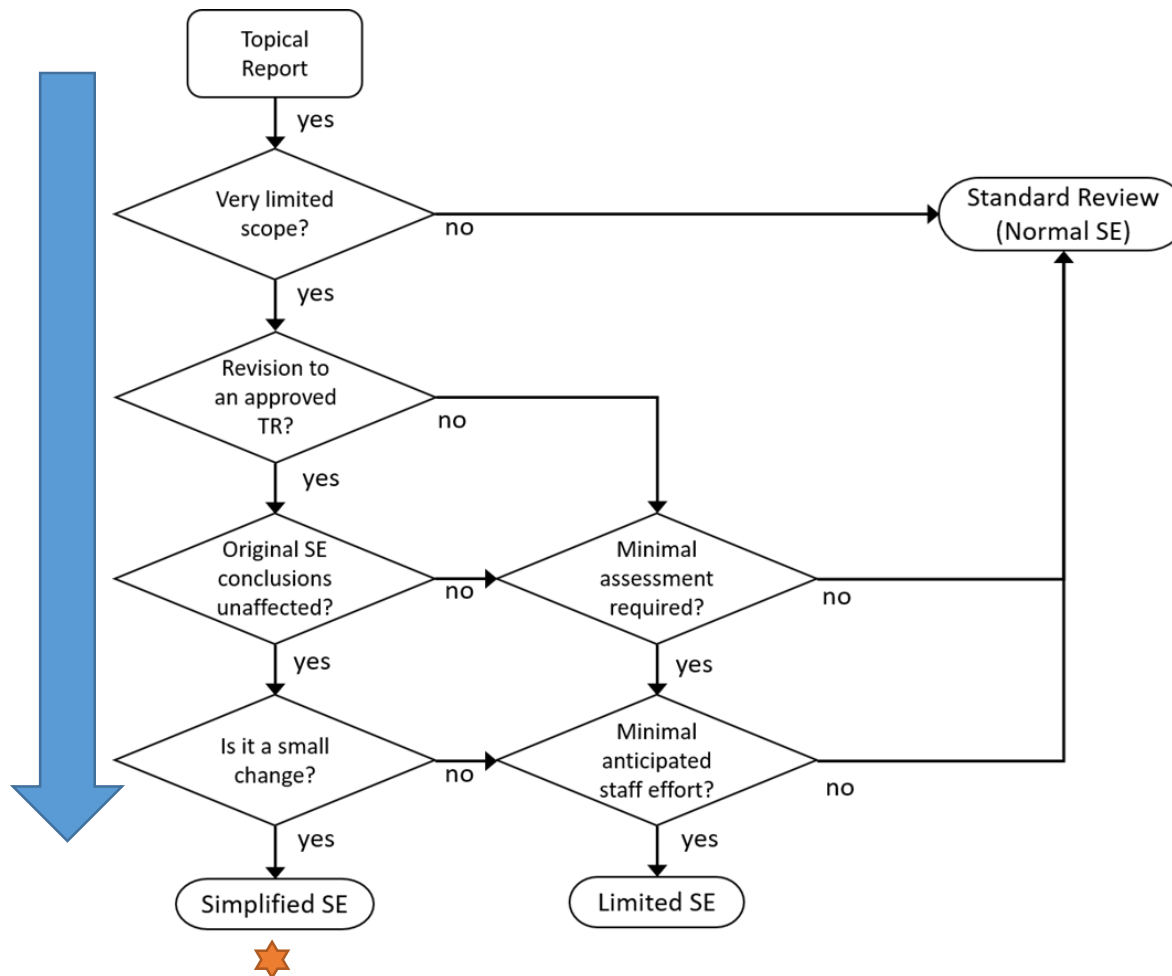 Topical
Report
yes
Very limited
scope?
no
Standard Review
(Normal SE)
yes
Revision to
an approved
TR?
no
yes
Original SE
conclusions
unaffected?
no
Minimal
assessment
required?
no
yes
yes
Is it a small
change?
no
Minimal
anticipated
staff effort?
no
yes
yes
Simplified SE
Limited SE